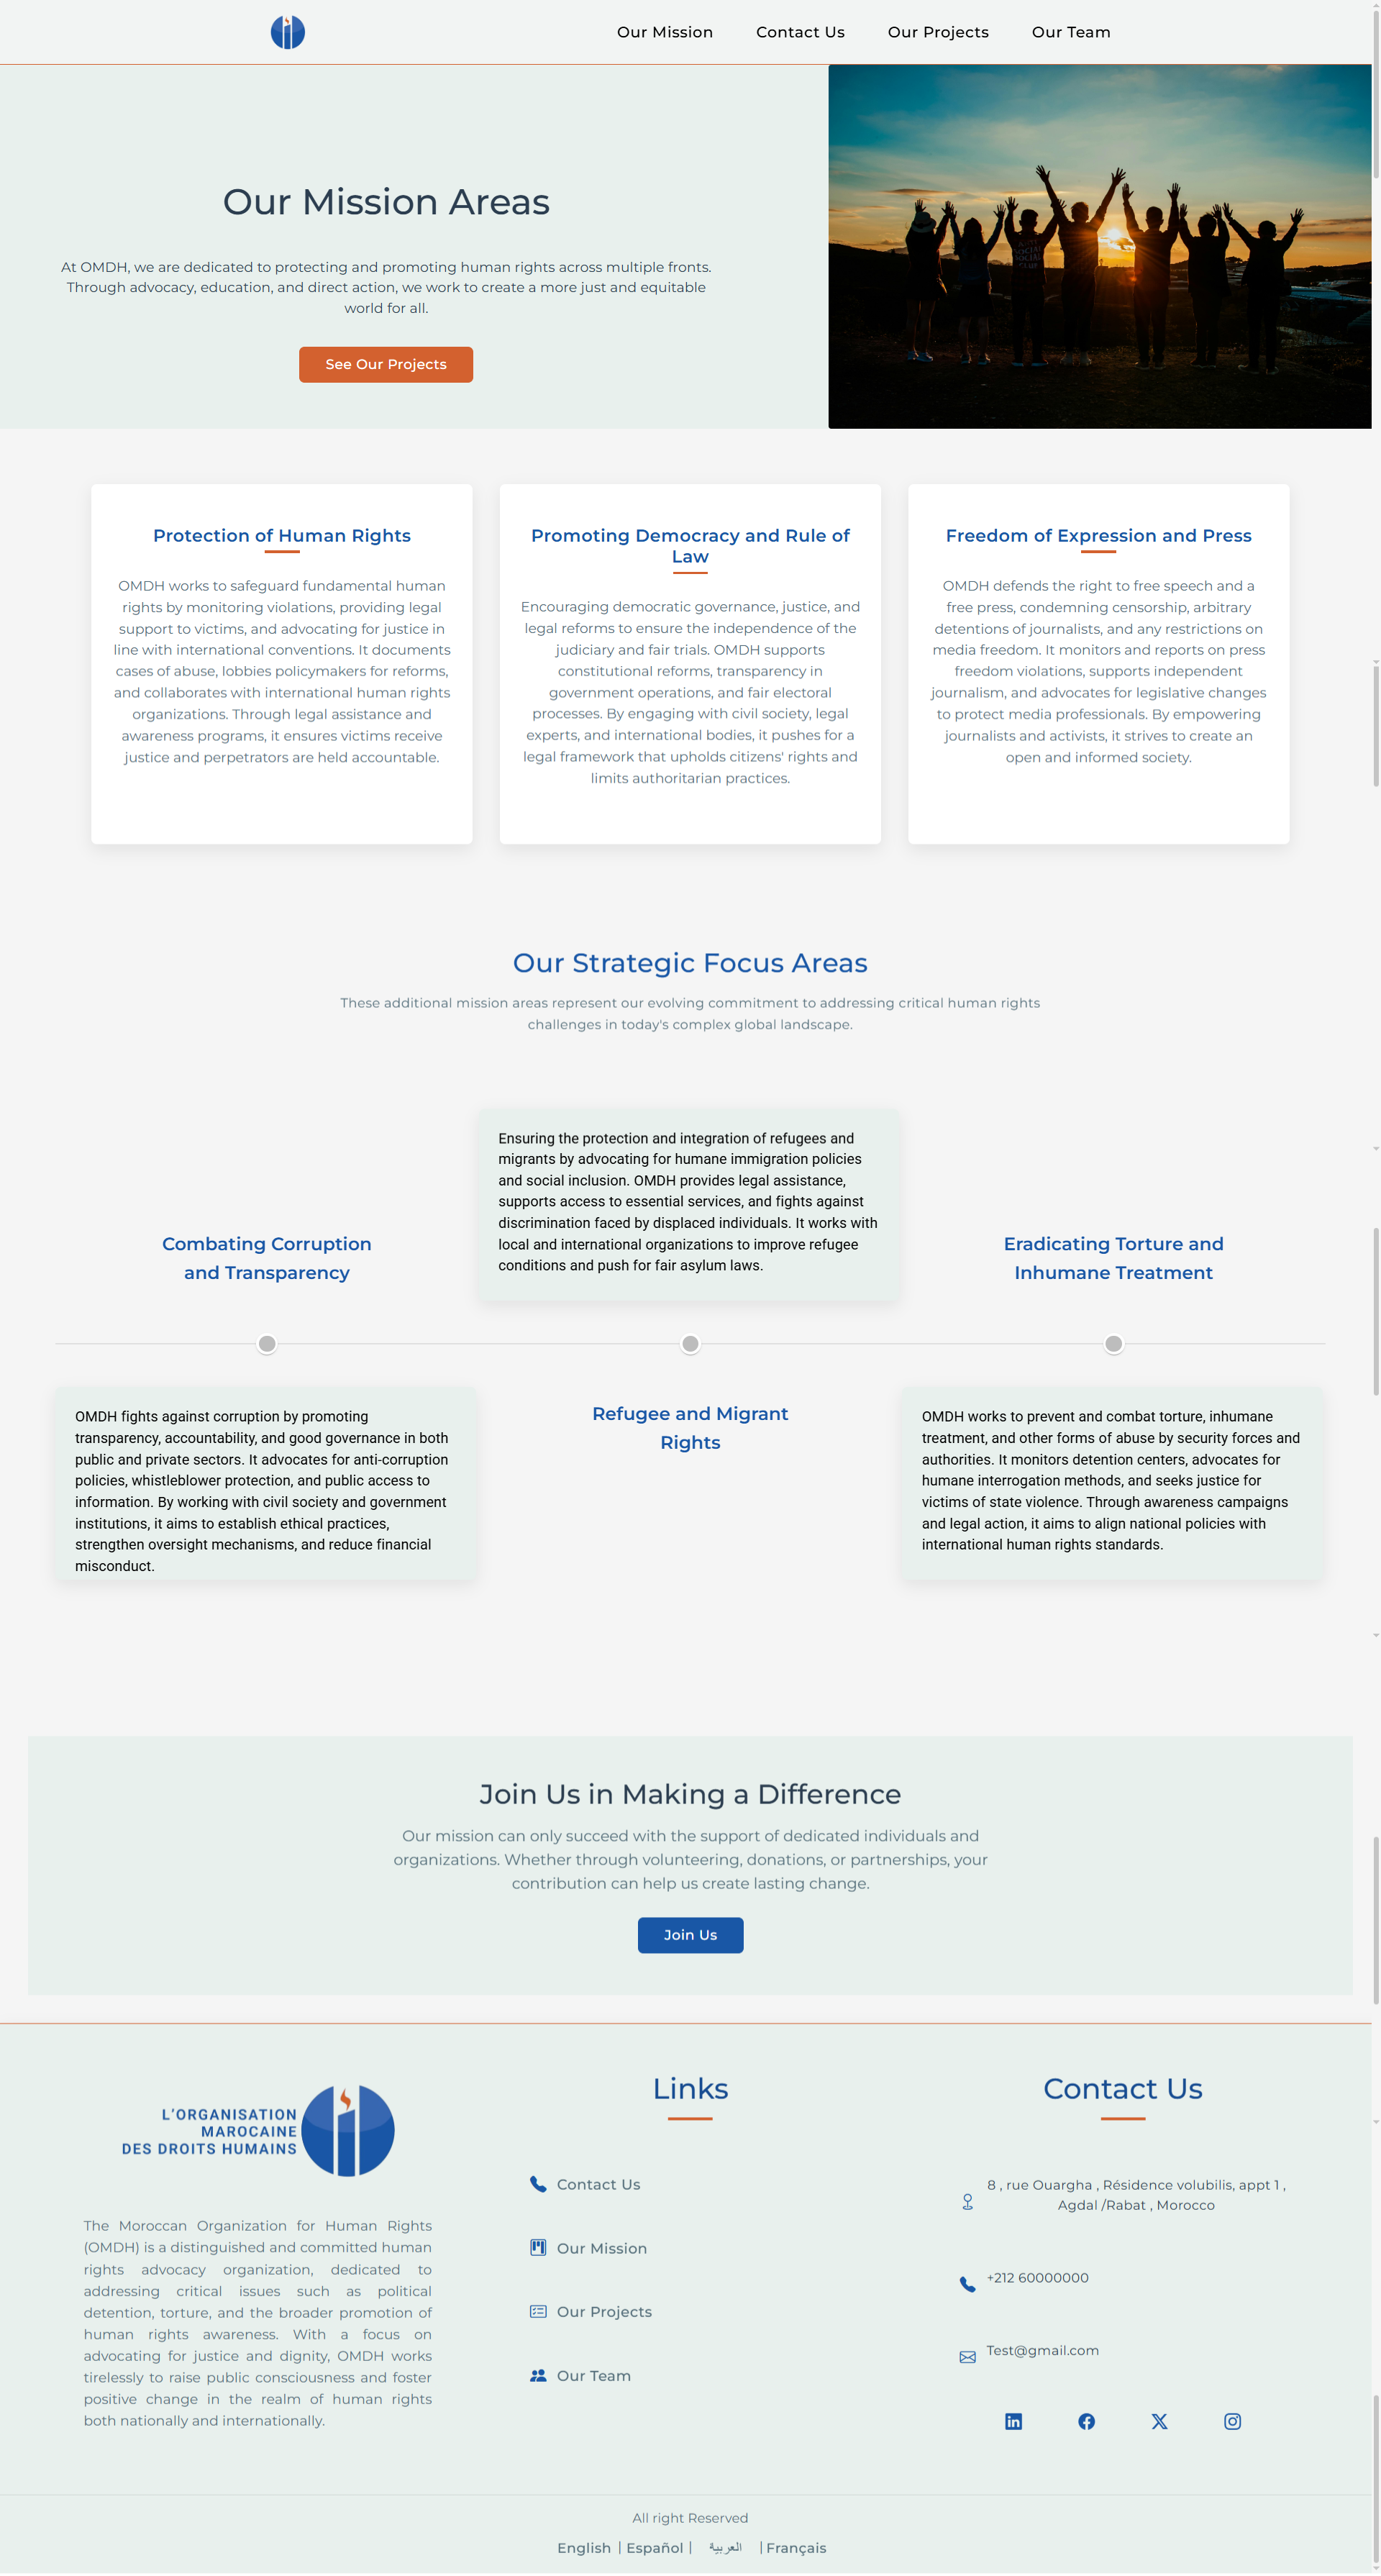 Our Mission
Contact Us
Our Projects
Our Team
Our Mission Areas
At OMDH, we are dedicated to protecting and promoting human rights across multiple fronts.
Through advocacy, education, and direct action, we work to create a more just and equitable
world for all.
See Our Projects
Protection of Human Rights
OMDH works to safeguard fundamental human
rights by monitoring violations, providing legal
support to victims, and advocating for justice in
line with international conventions. It documents
cases of abuse, lobbies policymakers for reforms,
and collaborates with international human rights
organizations. Through legal assistance and
awareness programs, it ensures victims receive
justice and perpetrators are held accountable.
Promoting Democracy and Rule of
Law
Encouraging democratic governance, justice, and
legal reforms to ensure the independence of the
judiciary and fair trials. OMDH supports
constitutional reforms, transparency in
government operations, and fair electoral
processes. By engaging with civil society, legal
experts, and international bodies, it pushes for a
legal framework that upholds citizens' rights and
limits authoritarian practices.
Freedom of Expression and Press
OMDH defends the right to free speech and a
free press, condemning censorship, arbitrary
detentions of journalists, and any restrictions on
media freedom. It monitors and reports on press
freedom violations, supports independent
journalism, and advocates for legislative changes
to protect media professionals. By empowering
journalists and activists, it strives to create an
open and informed society.
Our Strategic Focus Areas
These additional mission areas represent our evolving commitment to addressing critical human rights
challenges in today's complex global landscape.
Combating Corruption
and Transparency
OMDH fights against corruption by promoting
transparency, accountability, and good governance in both
public and private sectors. It advocates for anti-corruption
policies, whistleblower protection, and public access to
information. By working with civil society and government
institutions, it aims to establish ethical practices,
strengthen oversight mechanisms, and reduce financial
misconduct.
Ensuring the protection and integration of refugees and
migrants by advocating for humane immigration policies
and social inclusion. OMDH provides legal assistance,
supports access to essential services, and fights against
discrimination faced by displaced individuals. It works with
local and international organizations to improve refugee
conditions and push for fair asylum laws.
Refugee and Migrant
Rights
Eradicating Torture and
Inhumane Treatment
OMDH works to prevent and combat torture, inhumane
treatment, and other forms of abuse by security forces and
authorities. It monitors detention centers, advocates for
humane interrogation methods, and seeks justice for
victims of state violence. Through awareness campaigns
and legal action, it aims to align national policies with
international human rights standards.
Join Us in Making a Difference
Our mission can only succeed with the support of dedicated individuals and
organizations. Whether through volunteering, donations, or partnerships, your
contribution can help us create lasting change.
Join Us
L'ORGANISATION
MAROCAINE
DES DROITS HUMAINS
The Moroccan Organization for Human Rights
(OMDH) is a distinguished and committed human
rights advocacy organization, dedicated to
addressing critical issues such as political
detention, torture, and the broader promotion of
human rights awareness. With a focus on
advocating for justice and dignity, OMDH works
tirelessly to raise public consciousness and foster
positive change in the realm of human rights
both nationally and internationally.
Links
Contact Us
Our Mission
Our Projects
Our Team
Contact Us
8 , rue Ouargha , Résidence volubilis, appt 1 ,
Agdal /Rabat , Morocco
+212 60000000
Test@gmail.com
All right Reserved
English | Español | العربية | Français